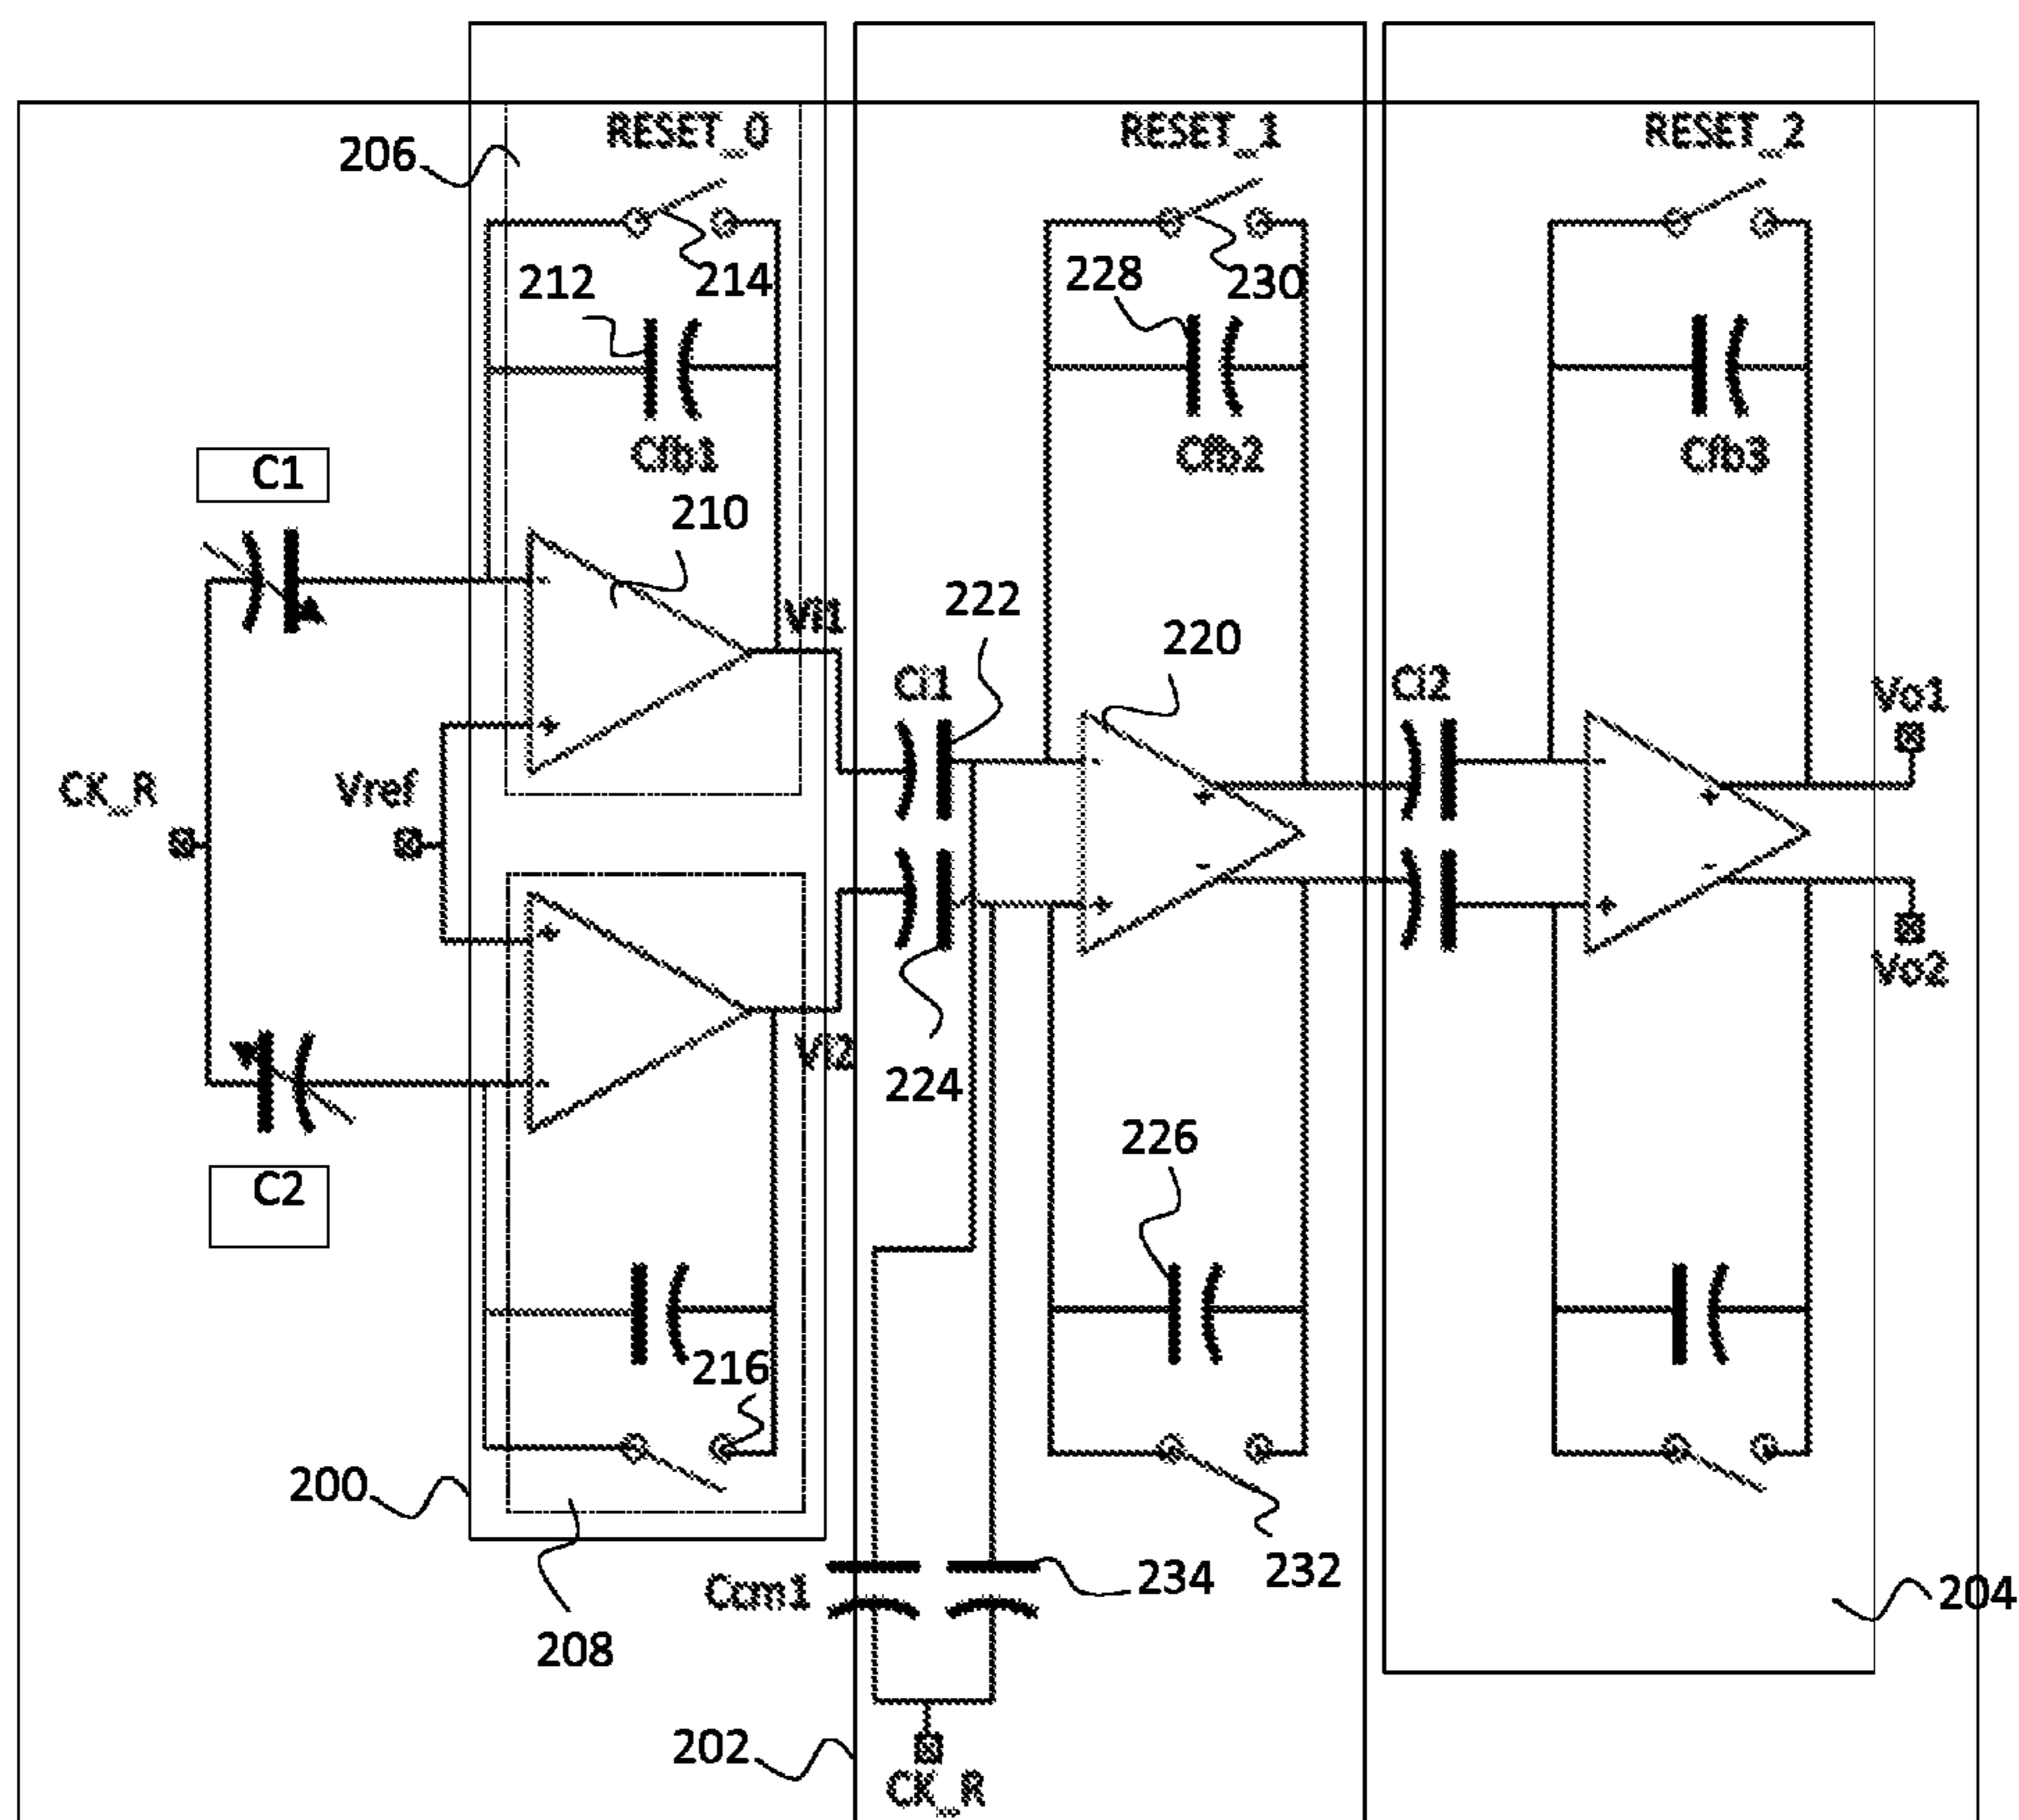 RESET_0
RESET_1
RESET_2
206
214
212
228
230
Cfb1
Cfb2
Cfb3
C1
210
Vi1
222
220
Ci1
Ci2
Vo1
CK_R
Vref
Vo2
Vi2
224
226
C2
216
200
208
Ccm1
234
232
204
202
CK_R